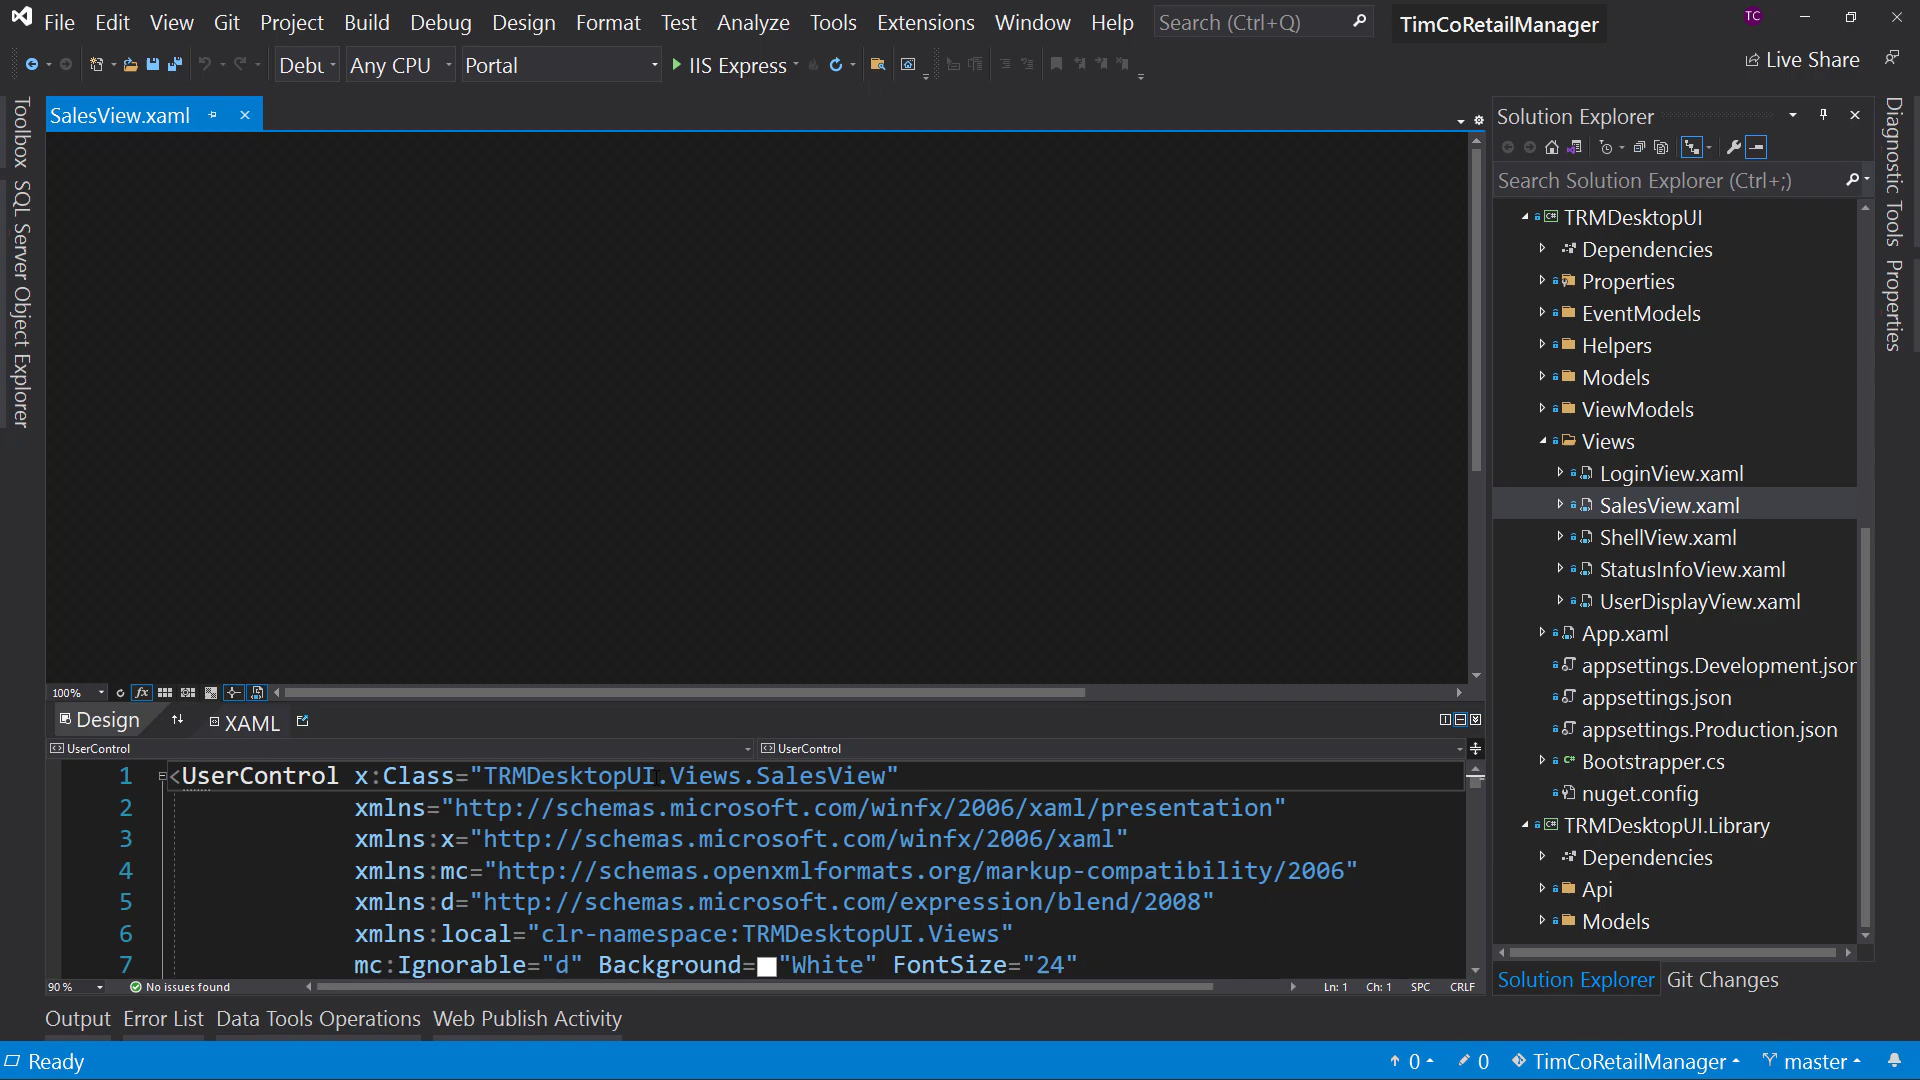 File Edit View Git Project Build Debug Design Format Test Analyze Tools Extensions Window Help Search (Ctrl+Q) TimCoRetailManager TC
Debu Any CPU Portal IIS Express Live Share
Toolbox
SQL Server Object Explorer
SalesView.xaml
100%
Design XAML
UserControl UserControl
1 <UserControl x:Class="TRMDesktopUI.Views.SalesView"
2 xmlns="http://schemas.microsoft.com/winfx/2006/xaml/presentation"
3 xmlns:x="http://schemas.microsoft.com/winfx/2006/xaml"
4 xmlns:mc="http://schemas.openxmlformats.org/markup-compatibility/2006"
5 xmlns:d="http://schemas.microsoft.com/expression/blend/2008"
6 xmlns:local="clr-namespace:TRMDesktopUI.Views"
7 mc:Ignorable="d" Background="White" FontSize="24"
90 % No issues found Ln: 1 Ch: 1 SPC CRLF
Solution Explorer
Search Solution Explorer (Ctrl+;)
TRMDesktopUI
Dependencies
Properties
EventModels
Helpers
Models
ViewModels
Views
LoginView.xaml
SalesView.xaml
ShellView.xaml
StatusInfoView.xaml
UserDisplayView.xaml
App.xaml
appsettings.Development.json
appsettings.json
appsettings.Production.json
Bootstrapper.cs
nuget.config
TRMDesktopUI.Library
Dependencies
Api
Models
Solution Explorer Git Changes
Diagnostic Tools
Properties
Output Error List Data Tools Operations Web Publish Activity
Ready 0 0 TimCoRetailManager master